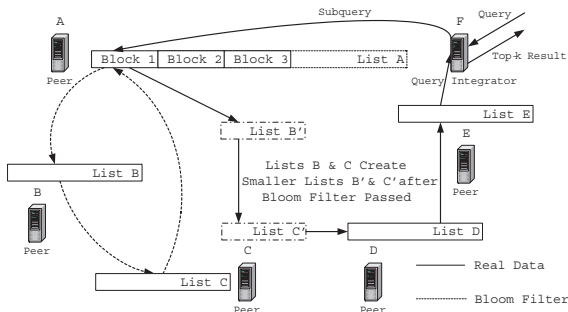 Subquery
Query
A
F
Block 1 Block 2 Block 3 List A
Top-k Result
Peer
Query Integrator
List B'
List E
E
Lists B & C Create
Smaller Lists B'& C'after
Bloom Filter Passed
List B
B
Peer
Peer
List C' List D
C
D
List C
Real Data
Peer
Peer
Bloom Filter